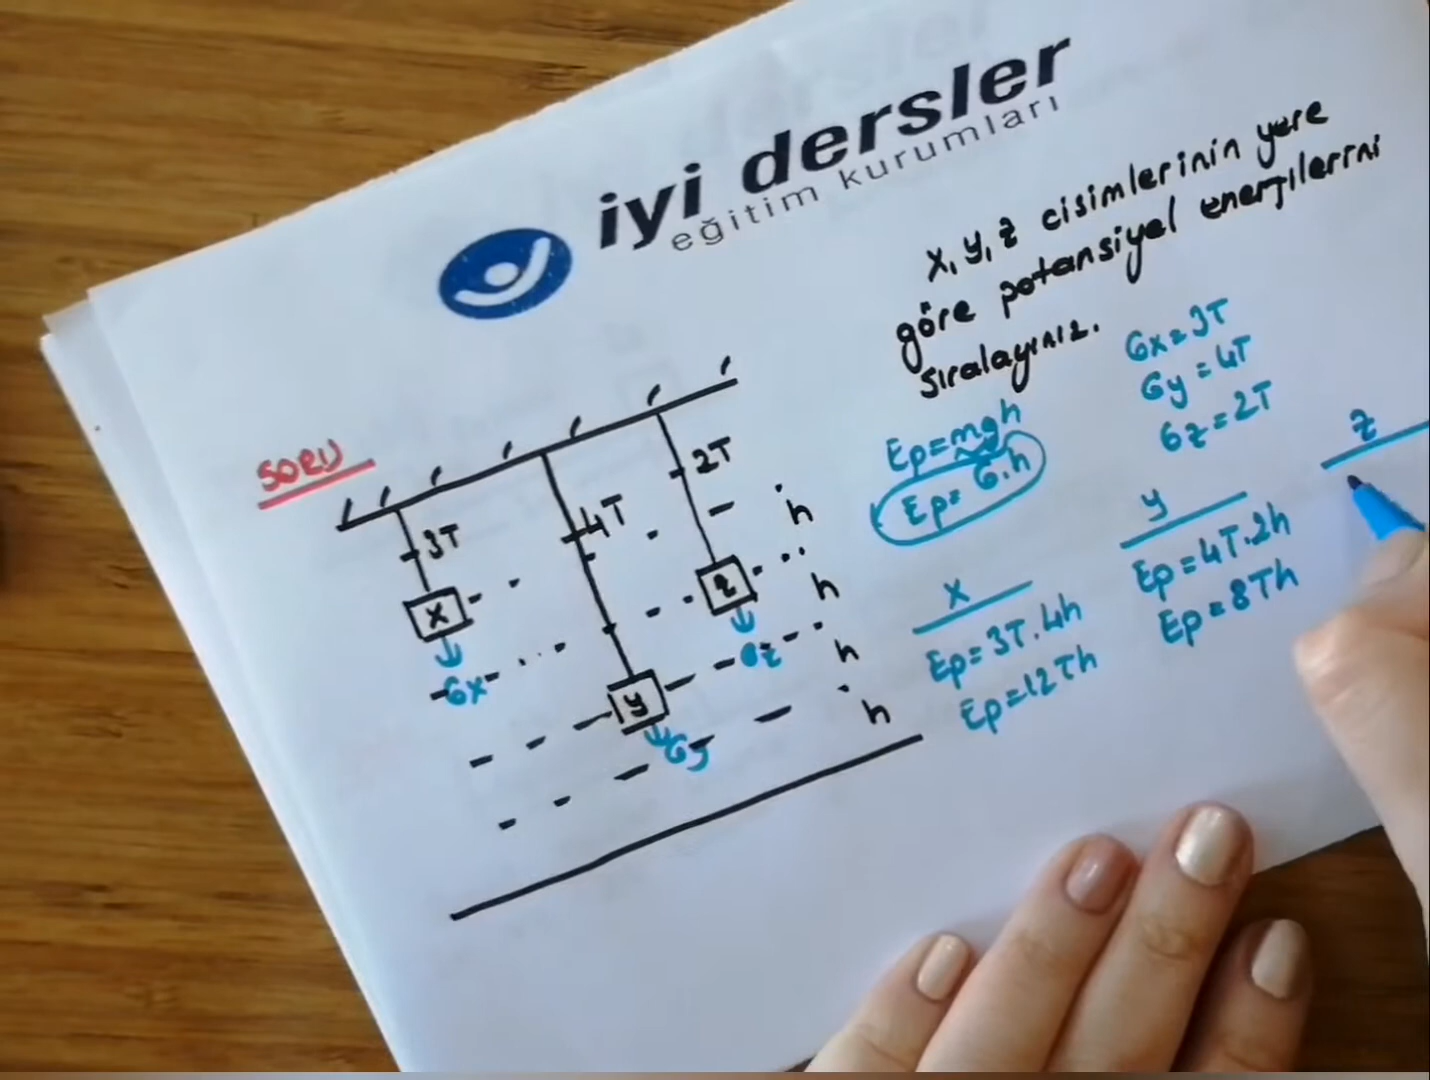 iyi dersler
eğitim kurumları
x, y, z cisimlerinin yere
göre potansiyel enerjilerini
sıralayınız.
SORU
3T
4T
2T
x
y
z
h
h
h
h
Gx
Gy
Gz
Ep=mgh
Ep=G.h
Gx=3T
Gy=4T
Gz=2T
x
Ep=3T.4h
Ep=12Th
y
Ep=4T.2h
Ep=8Th
z